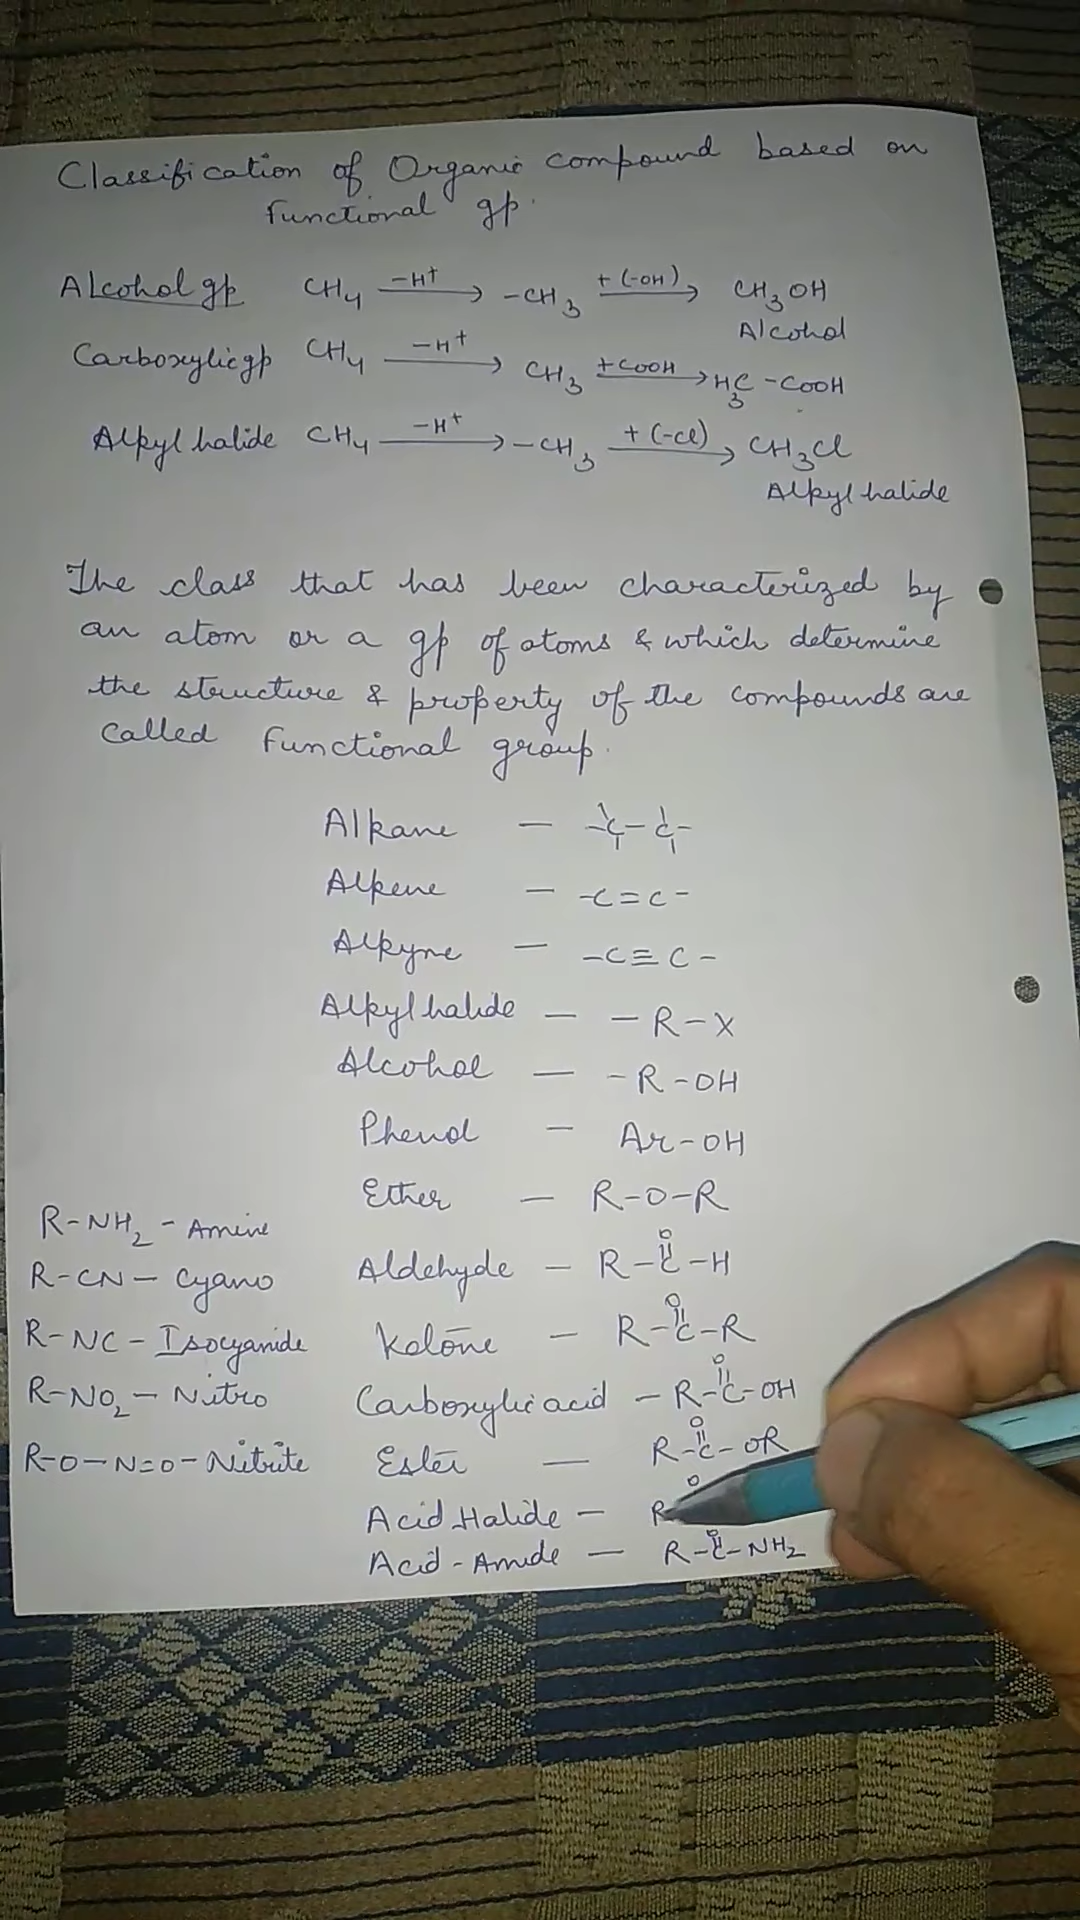 Classification of Organic compound based on
functional gp.
Alcohol gp CH4 -H+ → -CH3 +(-OH) → CH3OH
Alcohol
Carboxylic gp CH4 -H+ → CH3 +COOH → H3C-COOH
Alkyl halide CH4 -H+ → -CH3 +(-Cl) → CH3Cl
Alkyl halide
The class that has been characterized by
an atom or a gp of atoms & which determine
the structure & property of the compounds are
called functional group.
Alkane — -C-C-
Alkene — -C=C-
Alkyne — -C≡C-
Alkyl halide — -R-X
Alcohol — -R-OH
Phenol — Ar-OH
Ether — R-O-R
R-NH2 - Amine
Aldehyde — R-C(=O)-H
R-CN — Cyano
Ketone — R-C(=O)-R
R-NC - Isocyanide
Carboxylic acid — R-C(=O)-OH
R-NO2 — Nitro
Ester — R-C(=O)-OR
R-O-N=O-Nitrite
Acid Halide — R- O
Acid-Amide — R-C(=O)-NH2